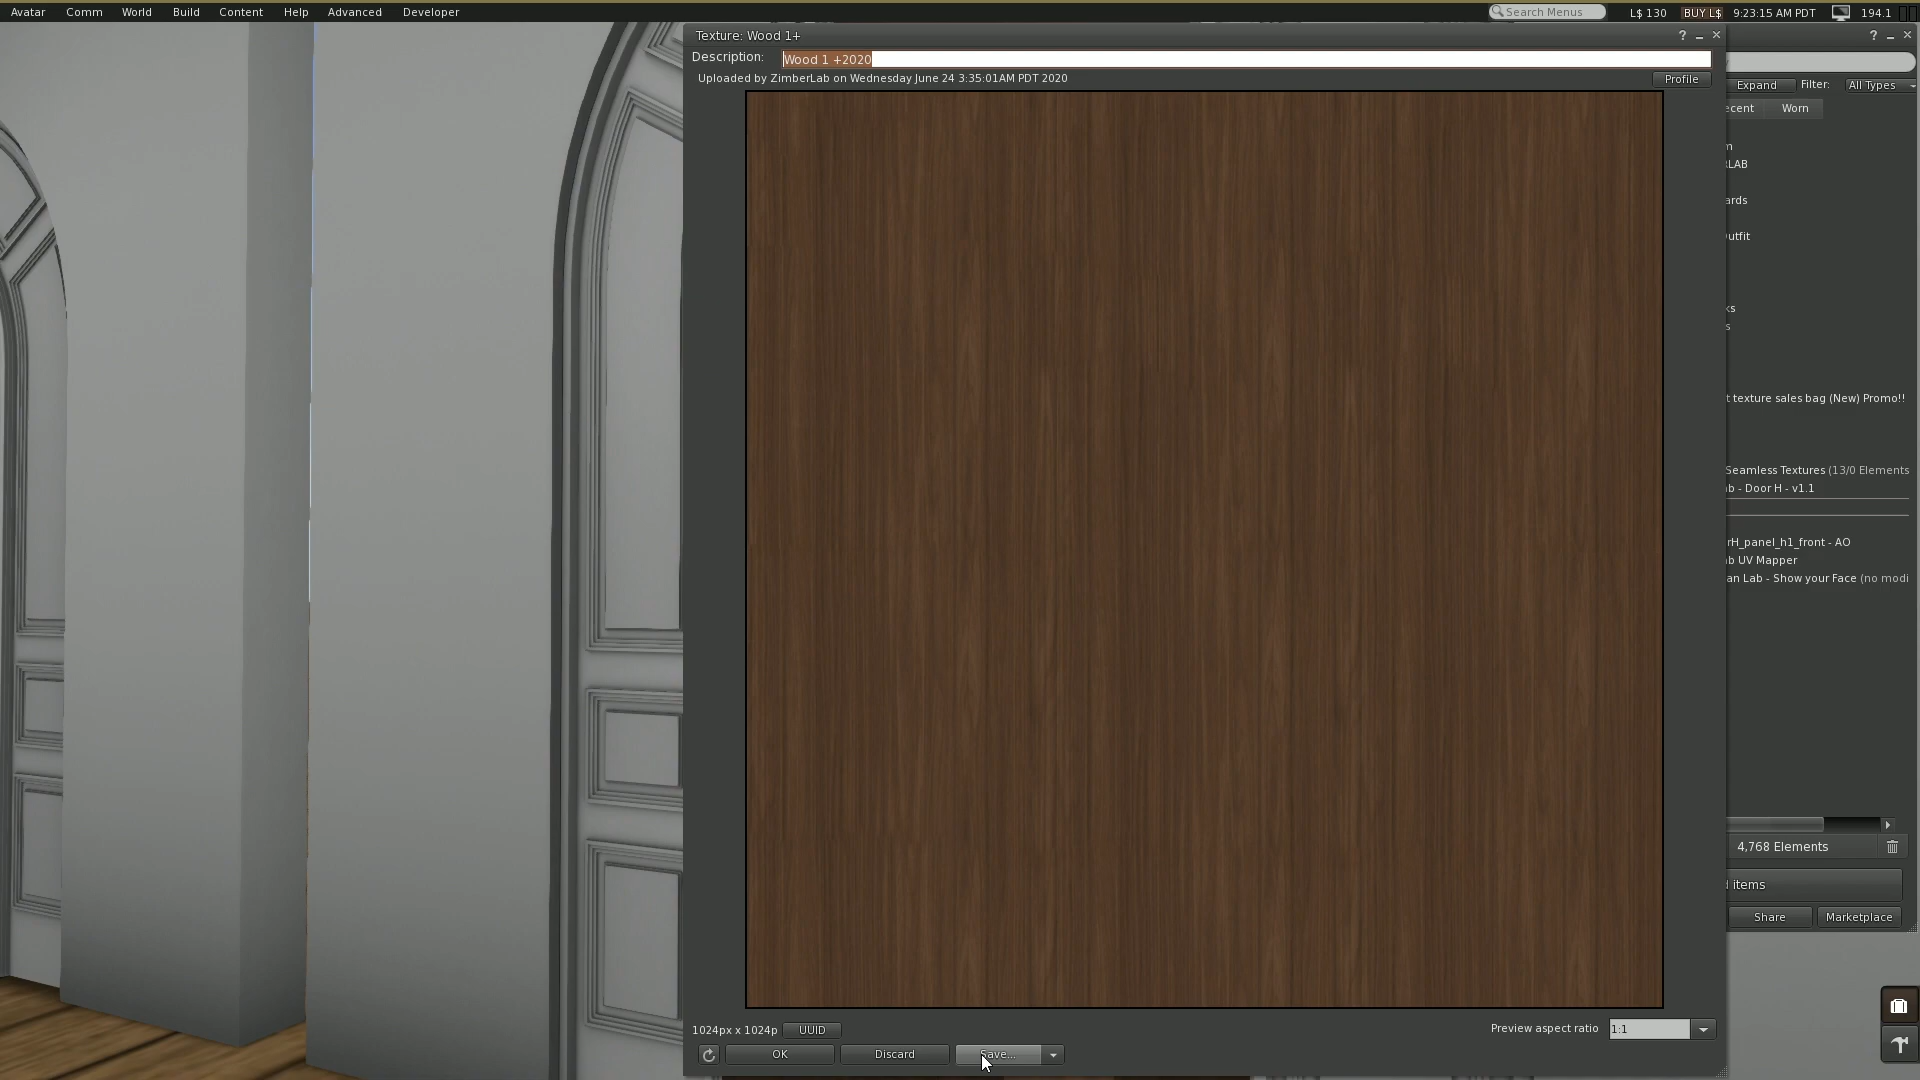 Avatar Comm World Build Content Help Advanced Developer Search Menus L$ 130 BUY L$ 9:23:15 AM PDT 194.1
Texture: Wood 1+ ? ?
Description: Wood 1 +2020
Uploaded by ZimberLab on Wednesday June 24 3:35:01AM PDT 2020 Profile
Expand Filter: All Types
ecent Worn
LAB
ards
utfit
ks
s
t texture sales bag (New) Promo!!
Seamless Textures (13/0 Elements
b - Door H - v1.1
rH_panel_h1_front - AO
b UV Mapper
an Lab - Show your Face (no modi
4,768 Elements
items
Share Marketplace
1024px x 1024p UUID Preview aspect ratio 1:1
OK Discard Save...